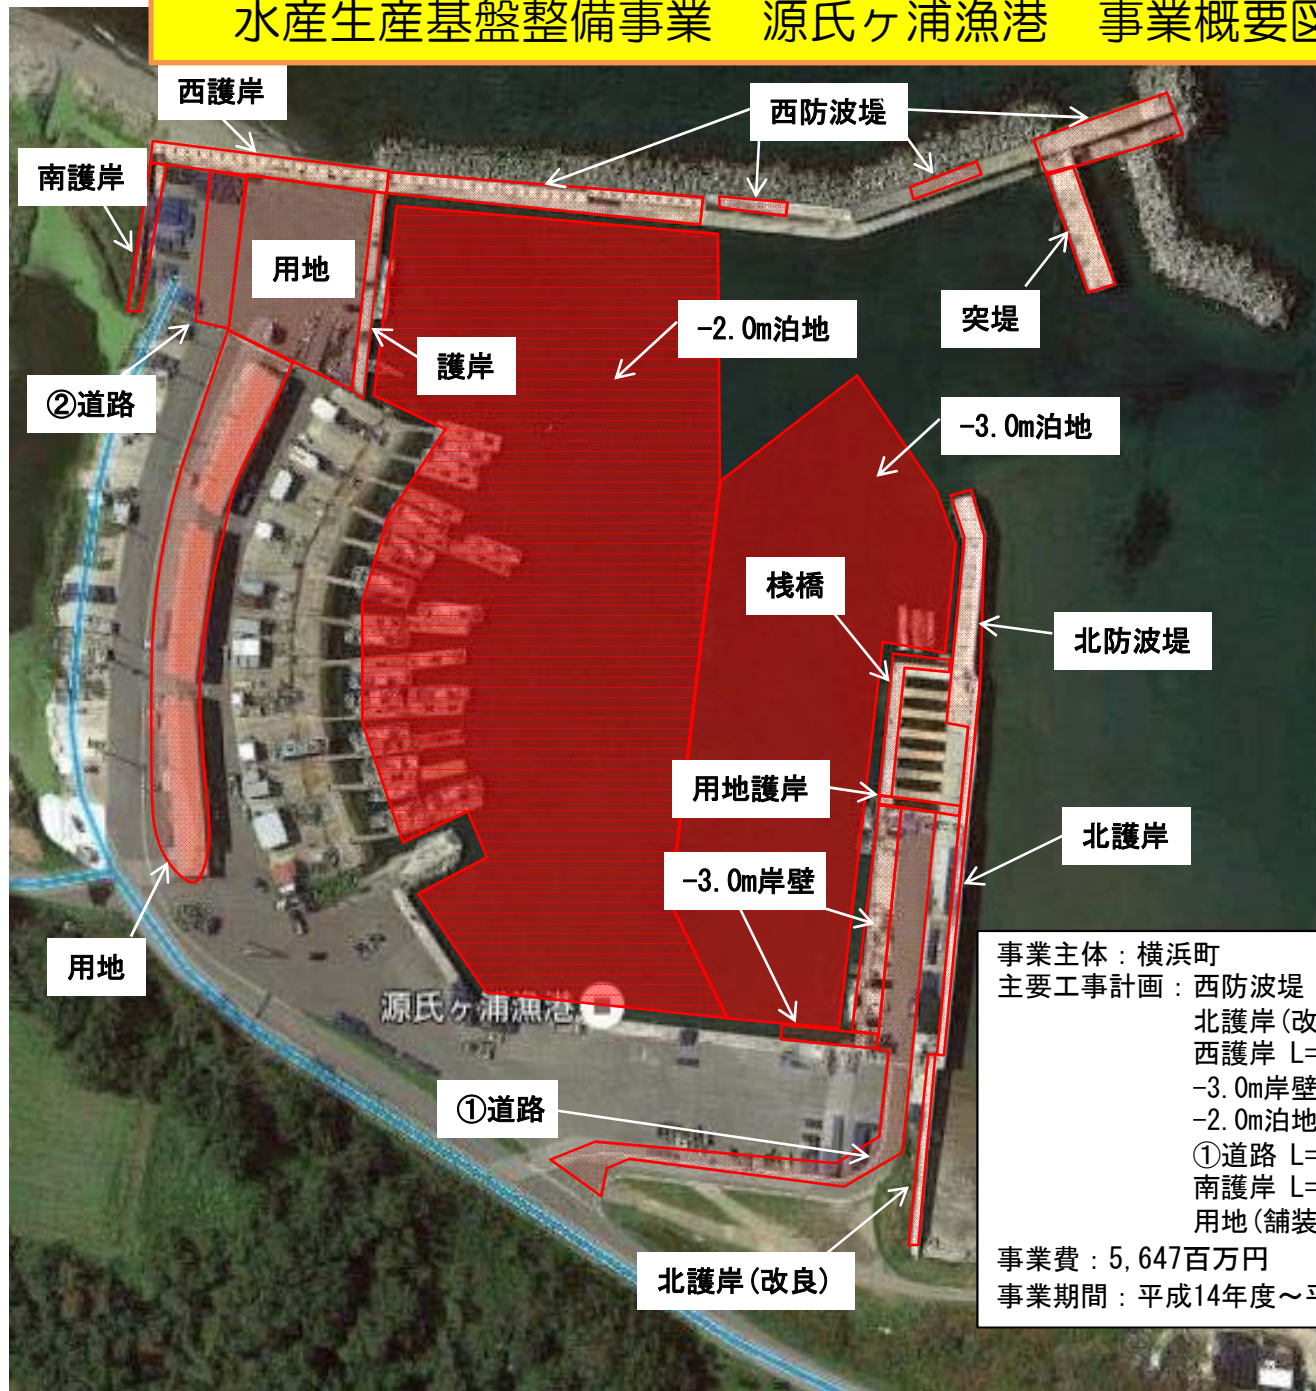 水産生産基盤整備事業　源氏ヶ浦漁港　事業概要図
西護岸
西防波堤
南護岸
用地
-2.0m泊地
突堤
護岸
②道路
-3.0m泊地
桟橋
北防波堤
用地護岸
北護岸
-3.0m岸壁
用地
源氏ヶ浦漁港
①道路
北護岸(改良)
事業主体：横浜町
主要工事計画：西防波堤
北護岸(改
西護岸 L=
-3.0m岸壁
-2.0m泊地
①道路 L=
南護岸 L=
用地(舗装
事業費：5,647百万円
事業期間：平成14年度～平